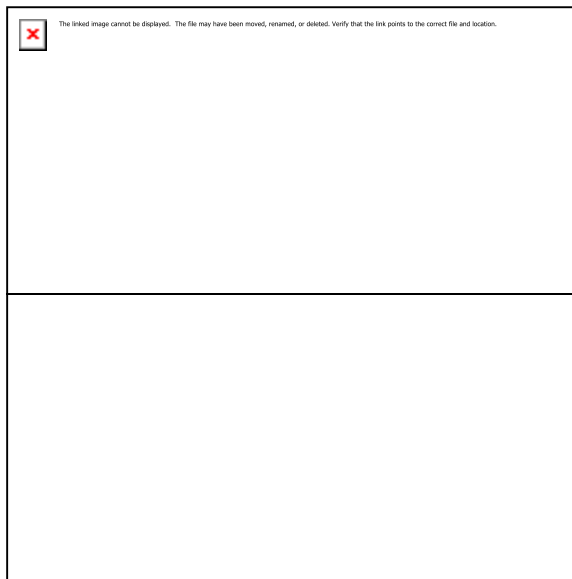 The linked image cannot be displayed. The file may have been moved, renamed, or deleted. Verify that the link points to the correct file and location.